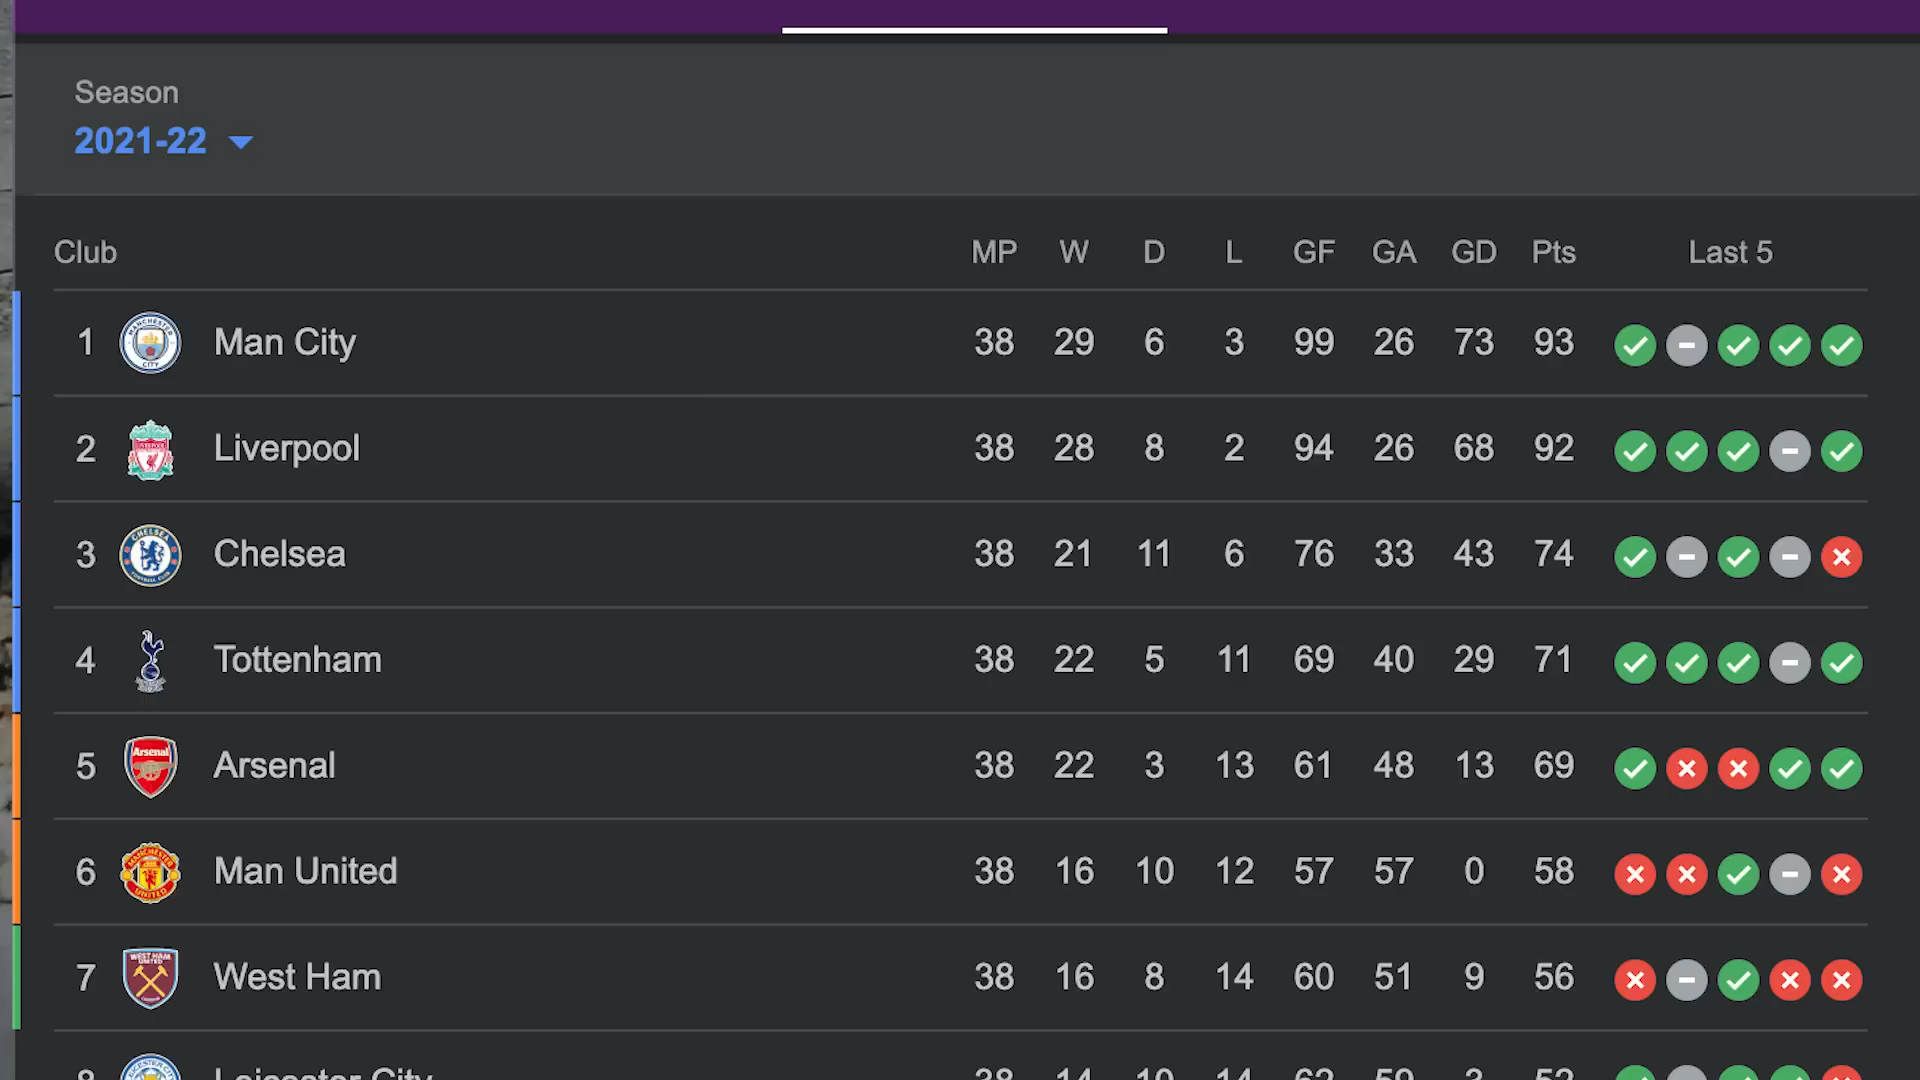 Season
2021-22
Club MP W D L GF GA GD Pts Last 5
1 Man City 38 29 6 3 99 26 73 93
2 Liverpool 38 28 8 2 94 26 68 92
3 Chelsea 38 21 11 6 76 33 43 74
4 Tottenham 38 22 5 11 69 40 29 71
5 Arsenal 38 22 3 13 61 48 13 69
6 Man United 38 16 10 12 57 57 0 58
7 West Ham 38 16 8 14 60 51 9 56
8 Leicester City 38 14 10 14 62 59 3 52